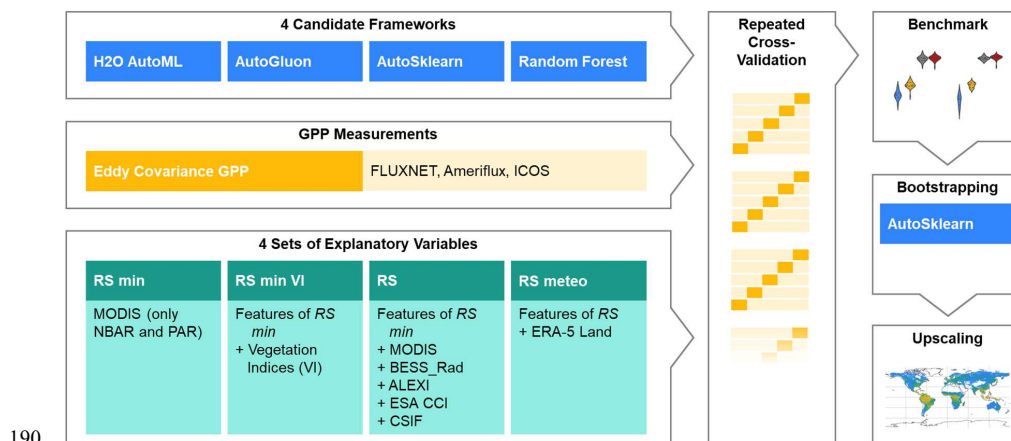 4 Candidate Frameworks
H2O AutoML
AutoGluon
AutoSklearn
Random Forest
GPP Measurements
Eddy Covariance GPP
FLUXNET, Ameriflux, ICOS
4 Sets of Explanatory Variables
RS min
MODIS (only
NBAR and PAR)
RS min VI
Features of RS
min
+ Vegetation
Indices (VI)
RS
Features of RS
min
+ MODIS
+ BESS_Rad
+ ALEXI
+ ESA CCI
+ CSIF
RS meteo
Features of RS
+ ERA-5 Land
Repeated
Cross-
Validation
Benchmark
Bootstrapping
AutoSklearn
Upscaling
190